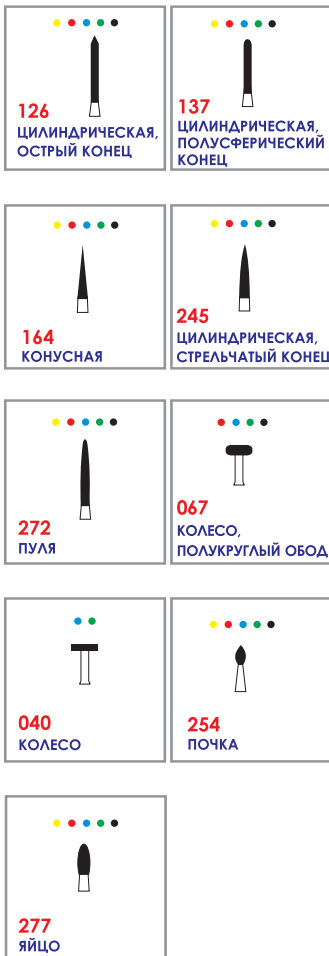 126
ЦИЛИНДРИЧЕСКАЯ,
ОСТРЫЙ КОНЕЦ
137
ЦИЛИНДРИЧЕСКАЯ,
ПОЛУСФЕРИЧЕСКИЙ
КОНЕЦ
164
КОНУСНАЯ
245
ЦИЛИНДРИЧЕСКАЯ,
СТРЕЛЬЧАТЫЙ КОНЕЦ
272
ПУЛЯ
067
КОЛЕСО,
ПОЛУКРУГЛЫЙ ОБОД
040
КОЛЕСО
254
ПОЧКА
277
ЯЙЦО